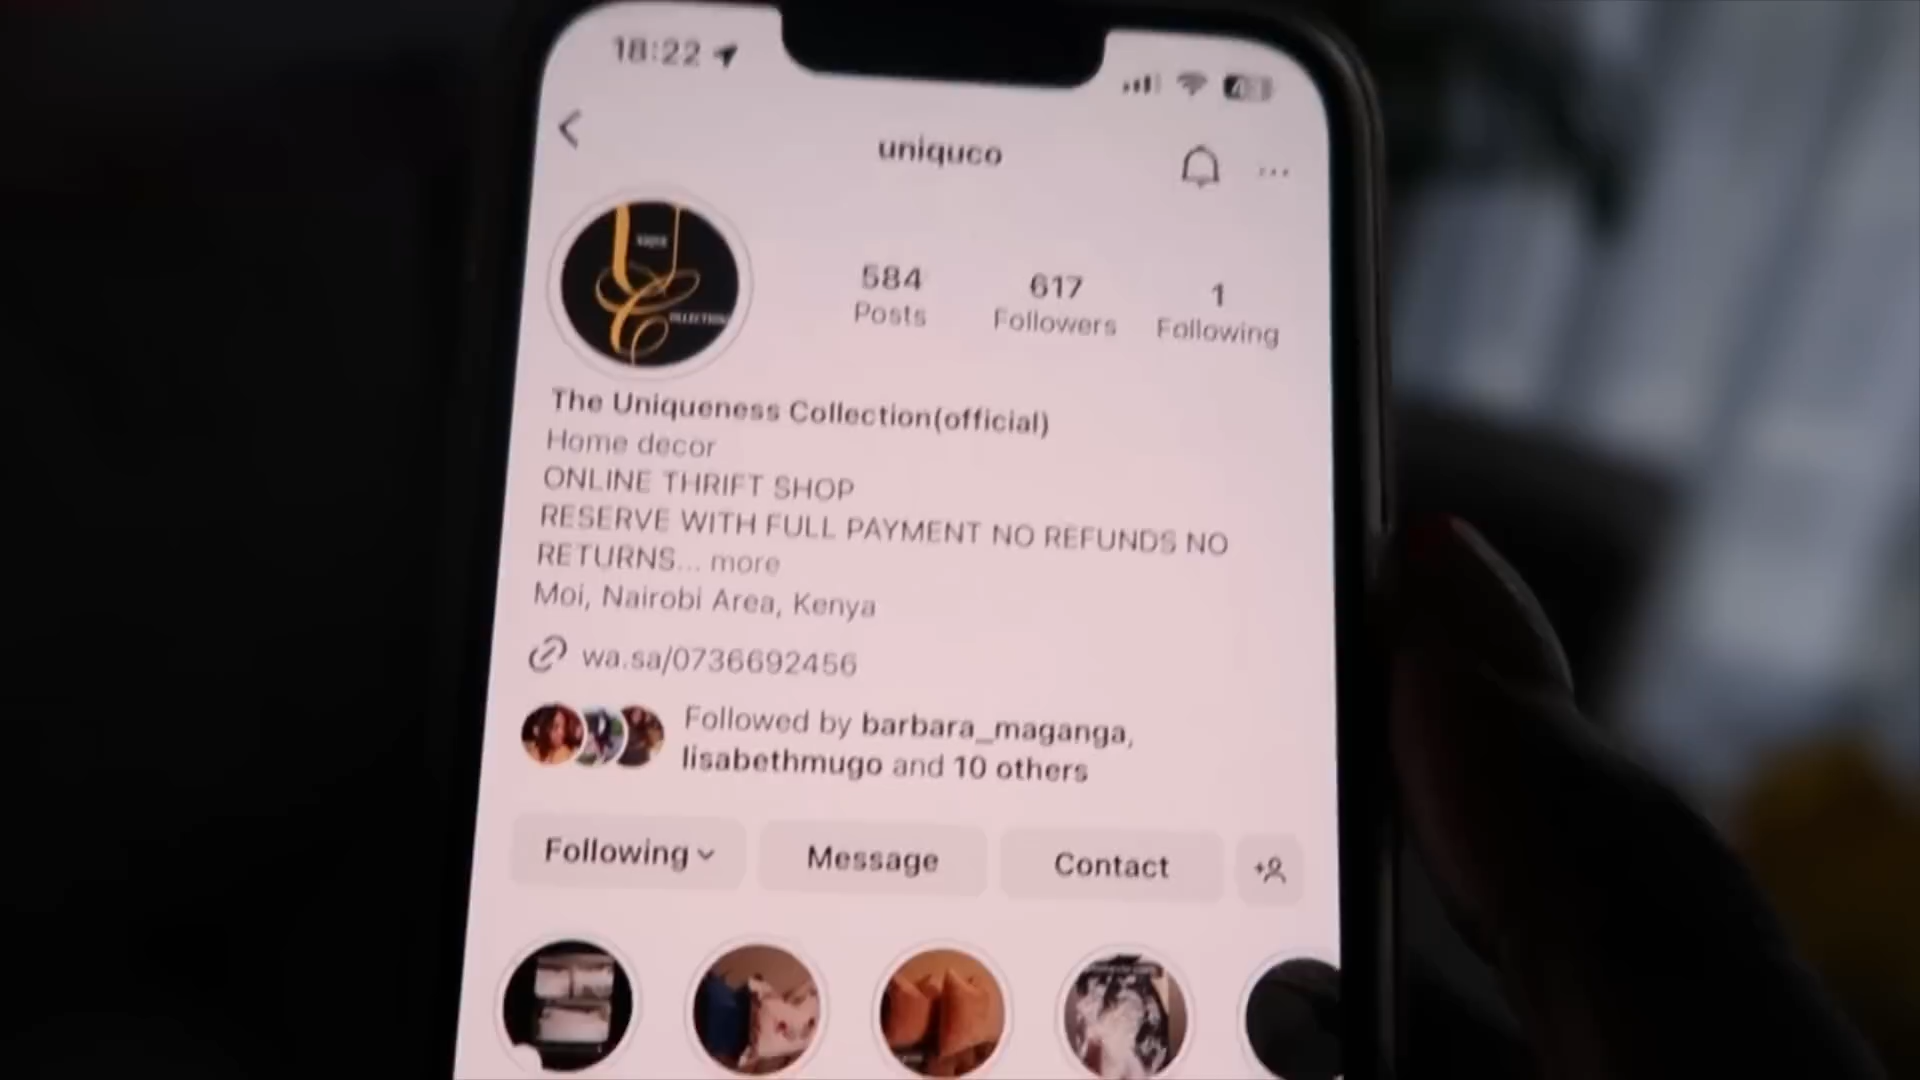 18:22
uniquco
584
Posts
617
Followers
1
Following
The Uniqueness Collection(official)
Home decor
ONLINE THRIFT SHOP
RESERVE WITH FULL PAYMENT NO REFUNDS NO
RETURNS... more
Moi, Nairobi Area, Kenya
wa.sa/0736692456
Followed by barbara_maganga,
lisabethmugo and 10 others
Following
Message
Contact